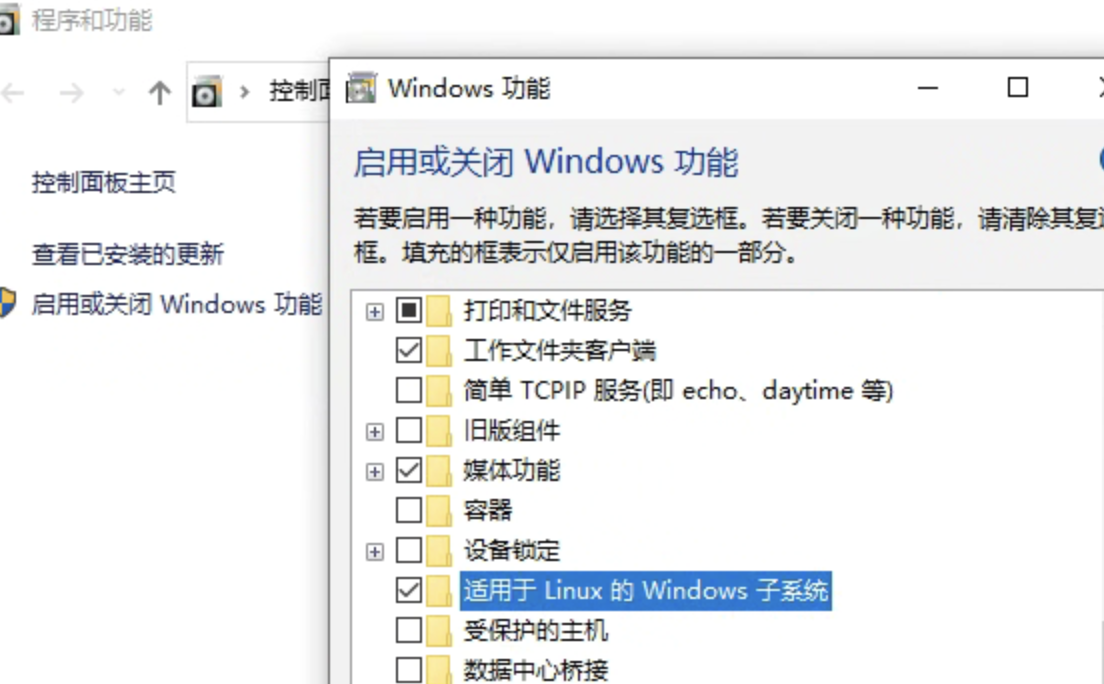 程序和功能
控制面
Windows 功能
控制面板主页
查看已安装的更新
启用或关闭 Windows 功能
启用或关闭 Windows 功能
若要启用一种功能，请选择其复选框。若要关闭一种功能，请清除其复选
框。填充的框表示仅启用该功能的一部分。
打印和文件服务
工作文件夹客户端
简单 TCPIP 服务(即 echo、daytime 等)
旧版组件
媒体功能
容器
设备锁定
适用于 Linux 的 Windows 子系统
受保护的主机
数据中心桥接